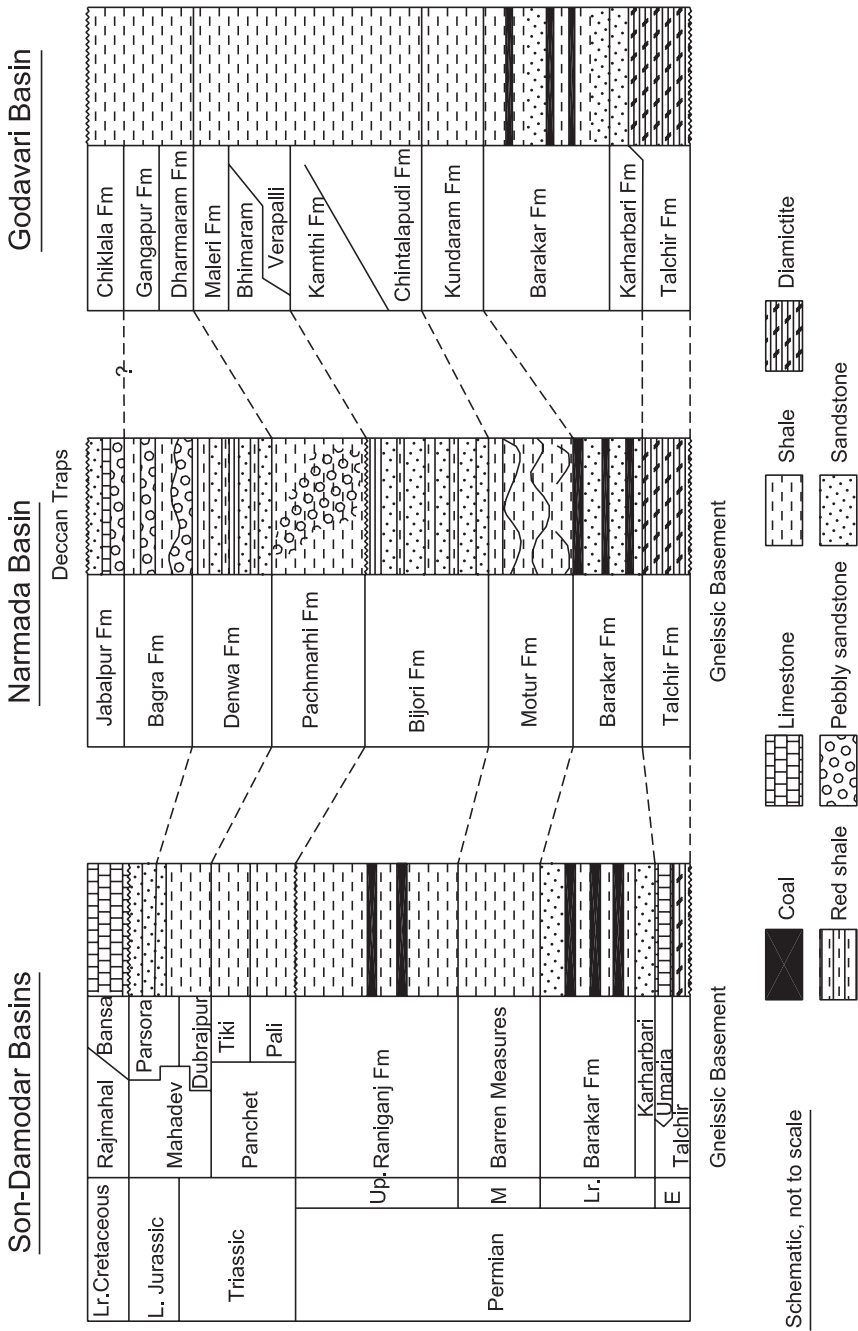 Son-Damodar Basins
Lr.Cretaceous
L. Jurassic
Triassic
Permian
Up.
M
Lr.
E
Rajmahal
Bansa
Mahadev
Parsora
Dubrajpur
Panchet
Tiki
Pali
Raniganj Fm
Barren Measures
Barakar Fm
Karharbari
Umaria
Talchir
Gneissic Basement
Narmada Basin
Deccan Traps
Jabalpur Fm
Bagra Fm
Denwa Fm
Pachmarhi Fm
Bijori Fm
Motur Fm
Barakar Fm
Talchir Fm
Gneissic Basement
Godavari Basin
?
Chiklala Fm
Gangapur Fm
Dharmaram Fm
Maleri Fm
Bhimaram
Verapalli
Kamthi Fm
Chintalapudi Fm
Kundaram Fm
Barakar Fm
Karharbari Fm
Talchir Fm
Schematic, not to scale
Coal
Limestone
Shale
Diamictite
Red shale
Pebbly sandstone
Sandstone